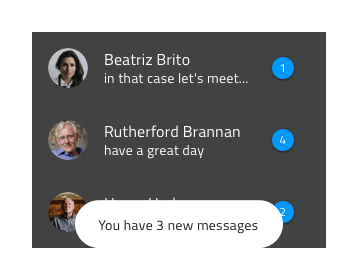 Beatriz Brito
1
in that case let's meet...
Rutherford Brannan
4
have a great day
2
You have 3 new messages